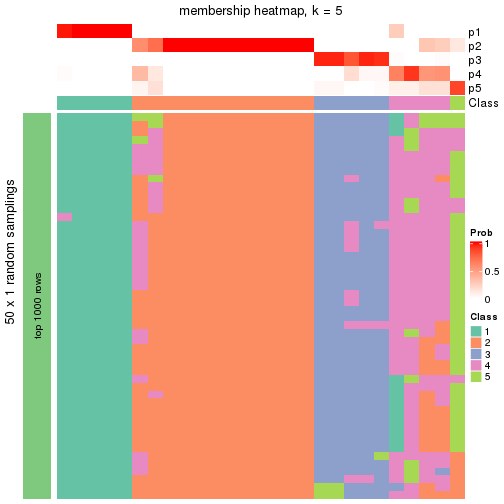 membership heatmap, k = 5
p1
p2
p3
p4
p5
Class
50 x 1 random samplings
top 1000 rows
Prob
1
0.5
0
Class
1
2
3
4
5